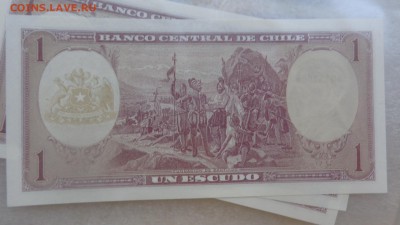 COINS.LAVE.RU
1 BANCO CENTRAL DE CHILE 1
1 UN ESCUDO 1